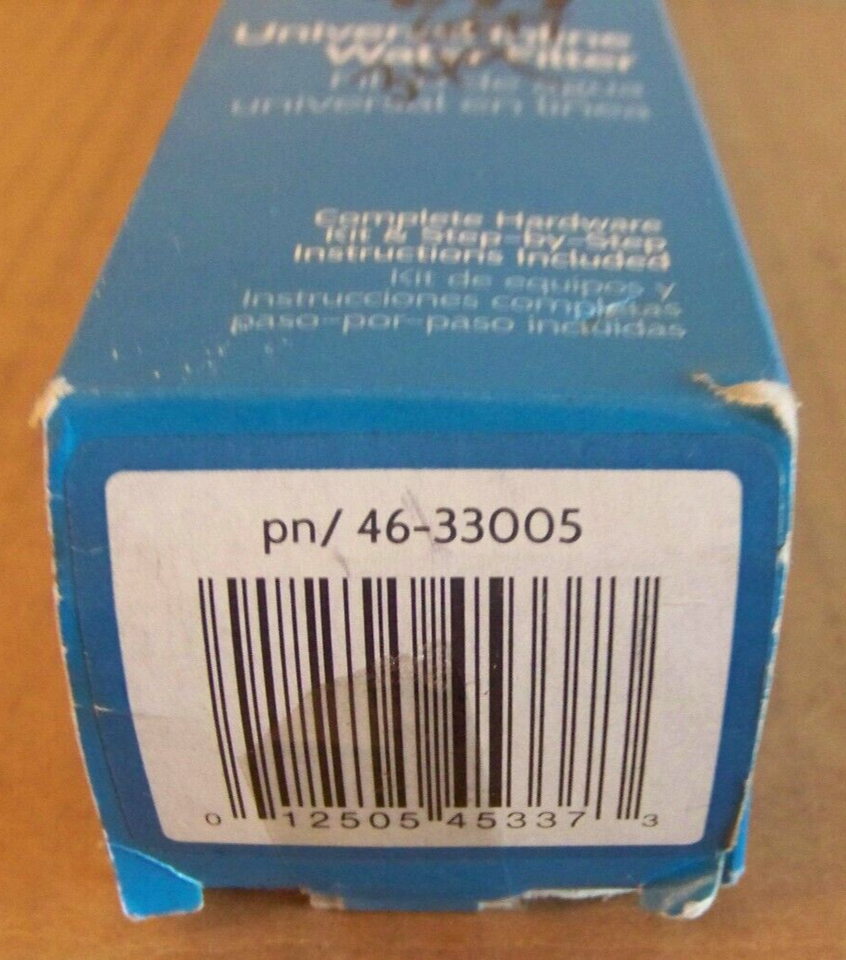 Universal Inline
Water Filter
Filtro de agua
universal en línea
Complete Hardware
Kit & Step-by-Step
Instructions Included
Kit de equipos y
instrucciones completas
paso-por-paso incluidas
pn/ 46-33005
0 12505 45337 3